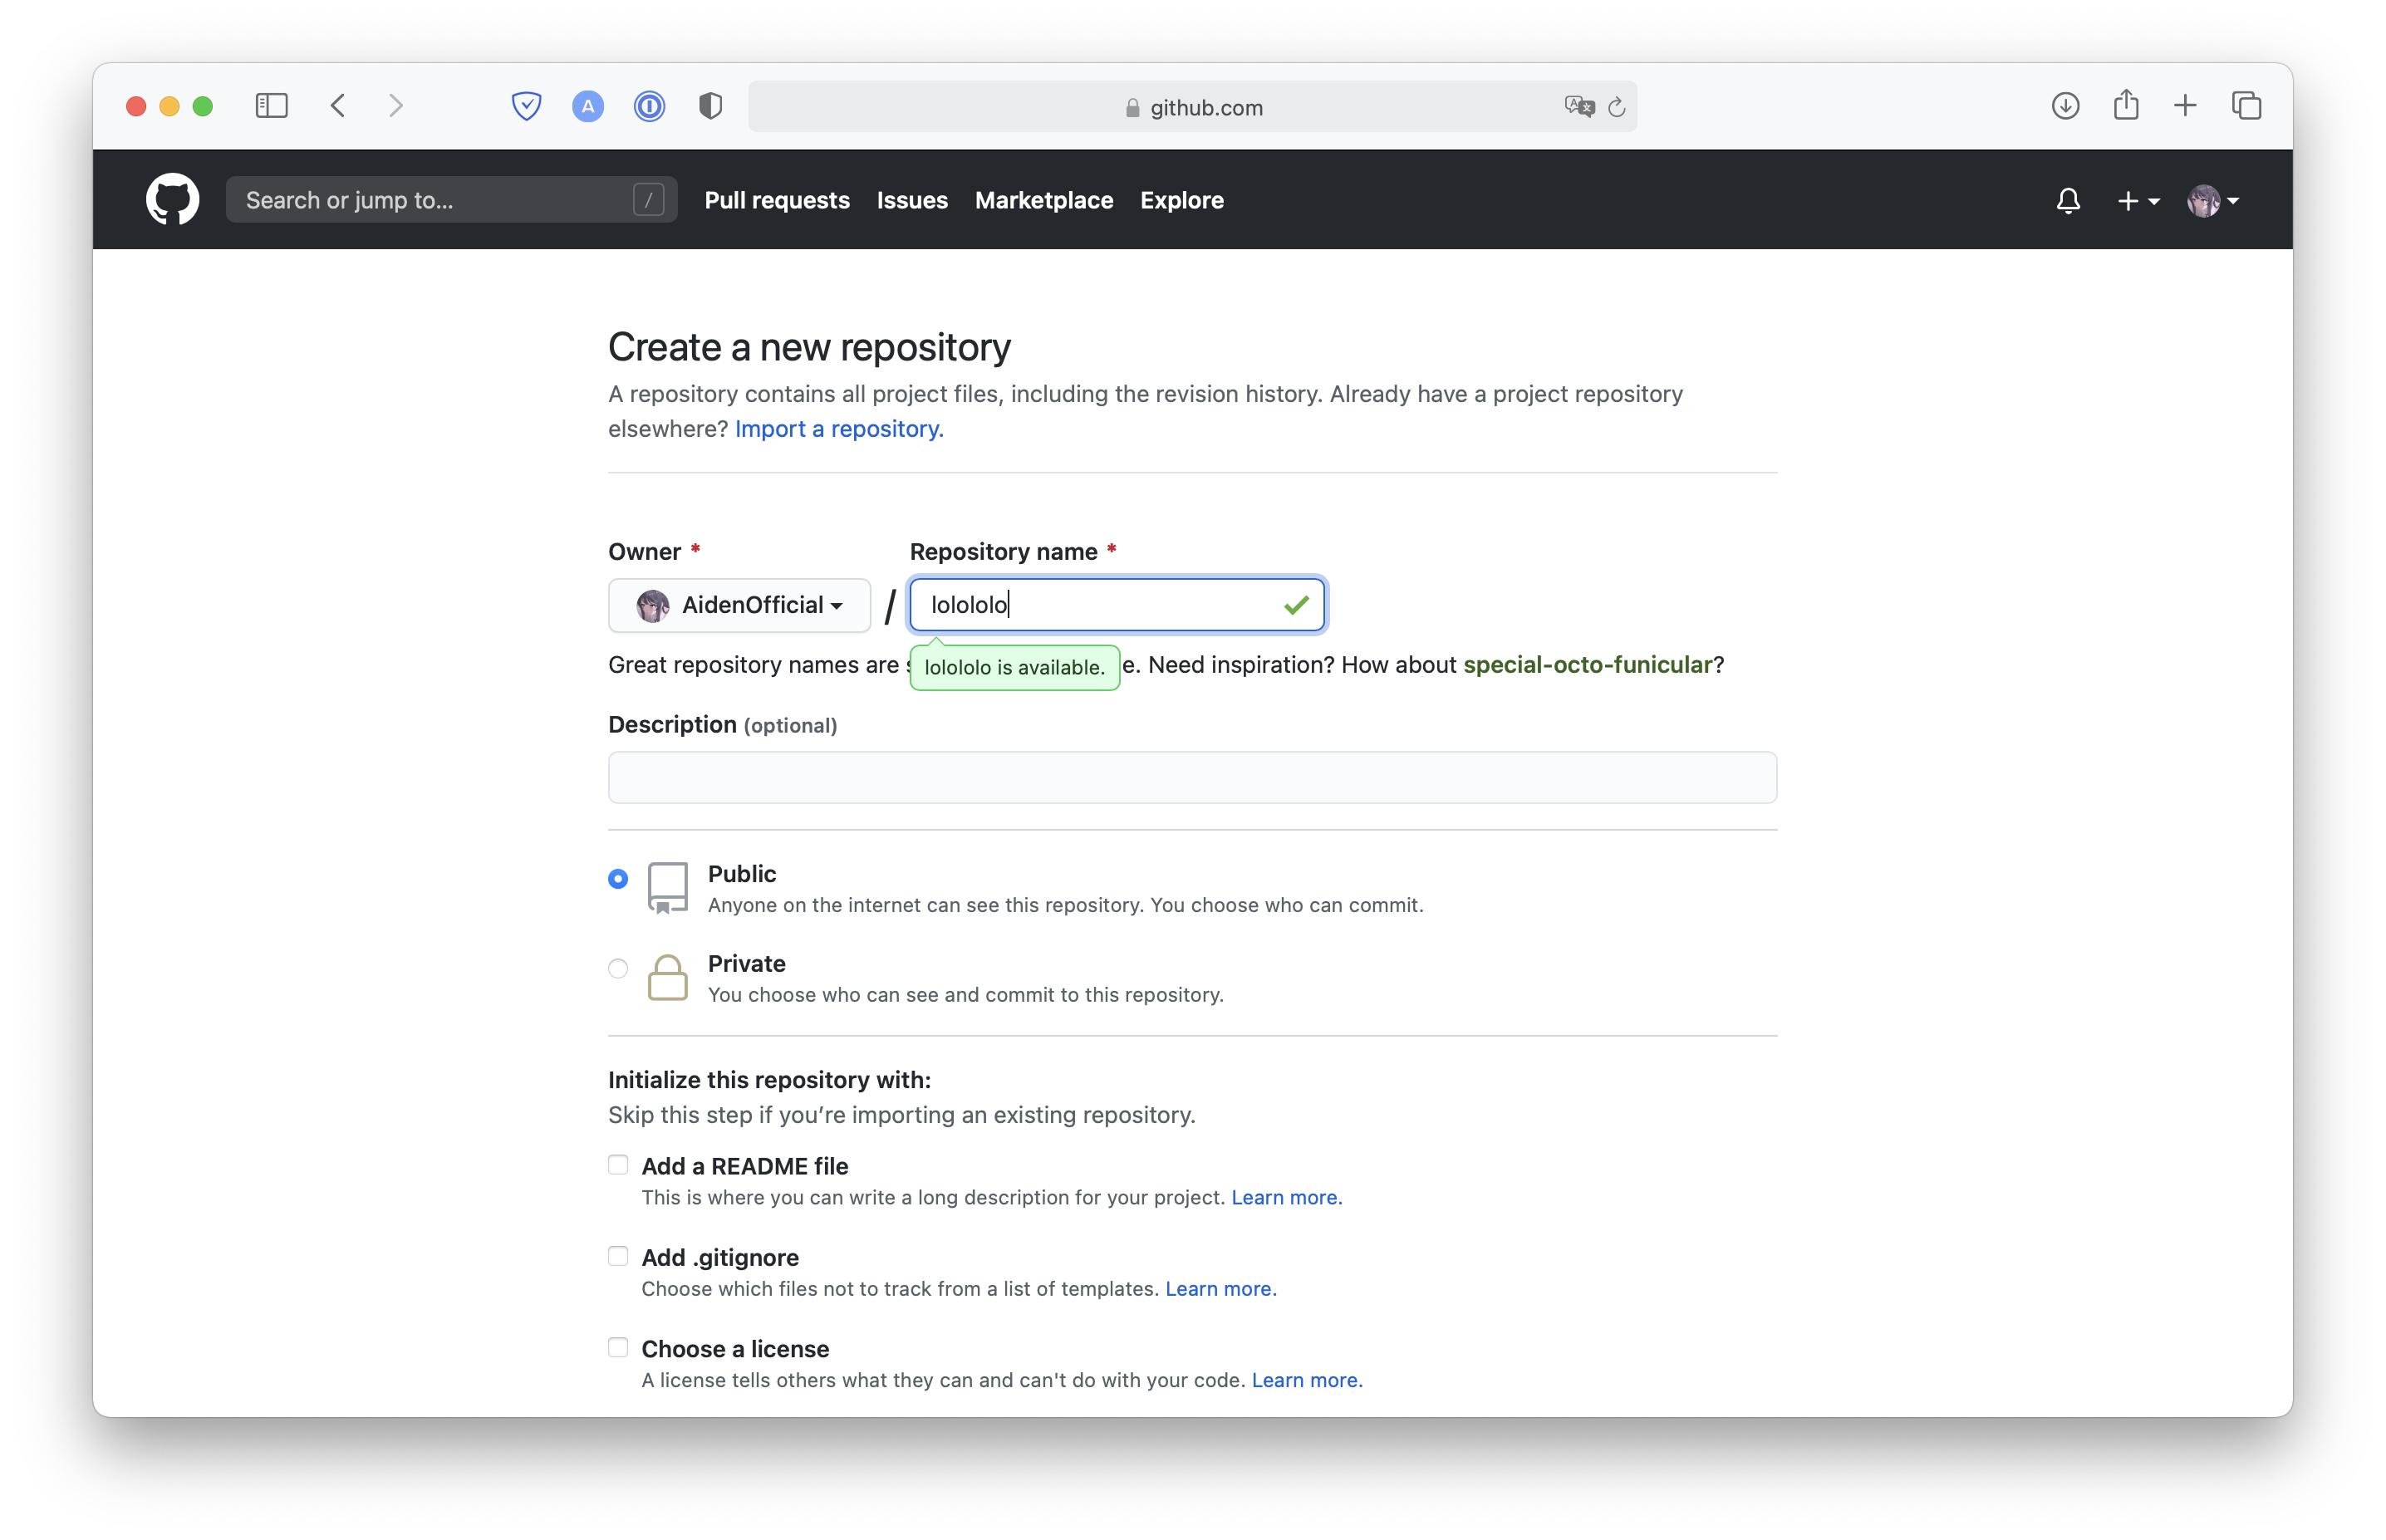 github.com
Search or jump to... /
Pull requests Issues Marketplace Explore
Create a new repository
A repository contains all project files, including the revision history. Already have a project repository
elsewhere? Import a repository.
Owner * Repository name *
AidenOfficial / lolololo
Great repository names are e. Need inspiration? How about special-octo-funicular?
lolololo is available.
Description (optional)
Public
Anyone on the internet can see this repository. You choose who can commit.
Private
You choose who can see and commit to this repository.
Initialize this repository with:
Skip this step if you’re importing an existing repository.
Add a README file
This is where you can write a long description for your project. Learn more.
Add .gitignore
Choose which files not to track from a list of templates. Learn more.
Choose a license
A license tells others what they can and can't do with your code. Learn more.